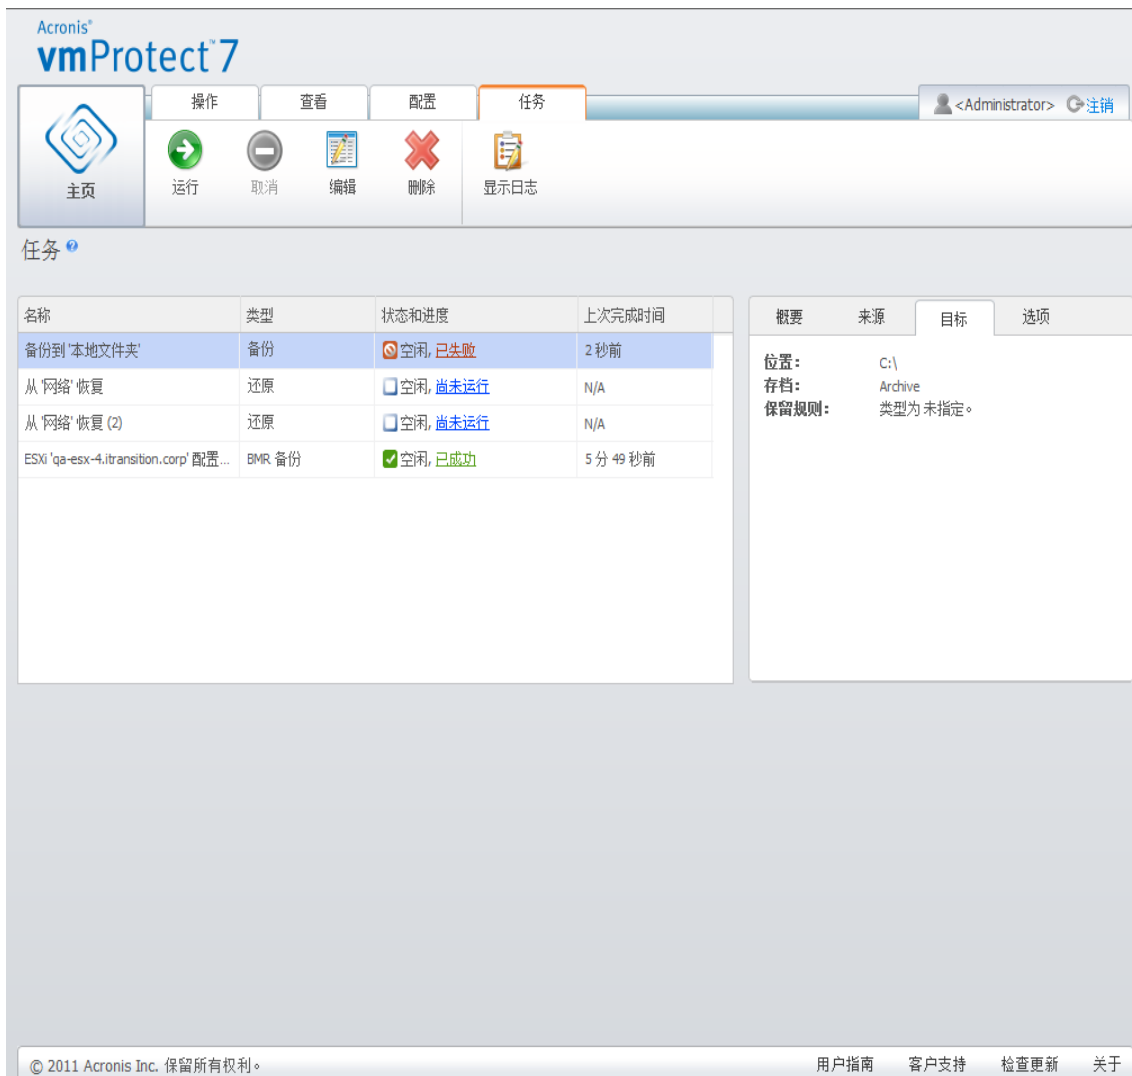 Acronis®
vmProtect™ 7
操作
查看
配置
任务
<Administrator>
注销
主页
运行
取消
编辑
删除
显示日志
任务
名称
类型
状态和进度
上次完成时间
备份到 '本地文件夹'
备份
空闲, 已失败
2 秒前
从 '网络' 恢复
还原
空闲, 尚未运行
N/A
从 '网络' 恢复 (2)
还原
空闲, 尚未运行
N/A
ESXi 'qa-esx-4.itransition.corp' 配置...
BMR 备份
空闲, 已成功
5 分 49 秒前
概要
来源
目标
选项
位置:
C:\
存档:
Archive
保留规则:
类型为 未指定。
© 2011 Acronis Inc. 保留所有权利。
用户指南
客户支持
检查更新
关于